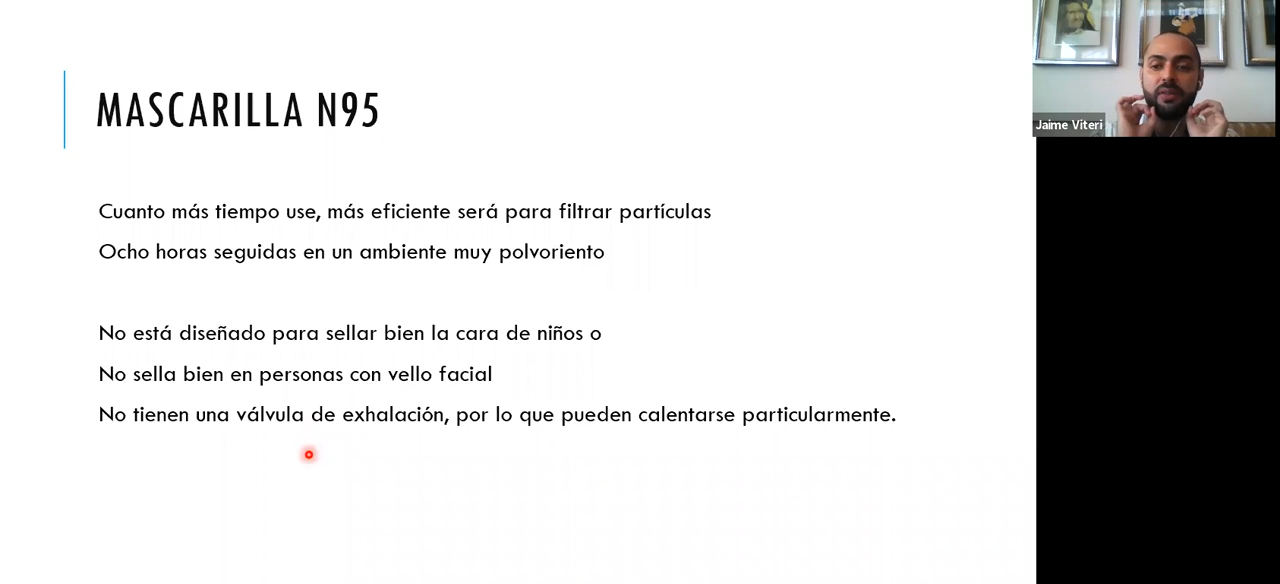 MASCARILLA N95
Cuanto más tiempo use, más eficiente será para filtrar partículas
Ocho horas seguidas en un ambiente muy polvoriento
No está diseñado para sellar bien la cara de niños o
No sella bien en personas con vello facial
No tienen una válvula de exhalación, por lo que pueden calentarse particularmente.
Jaime Viteri